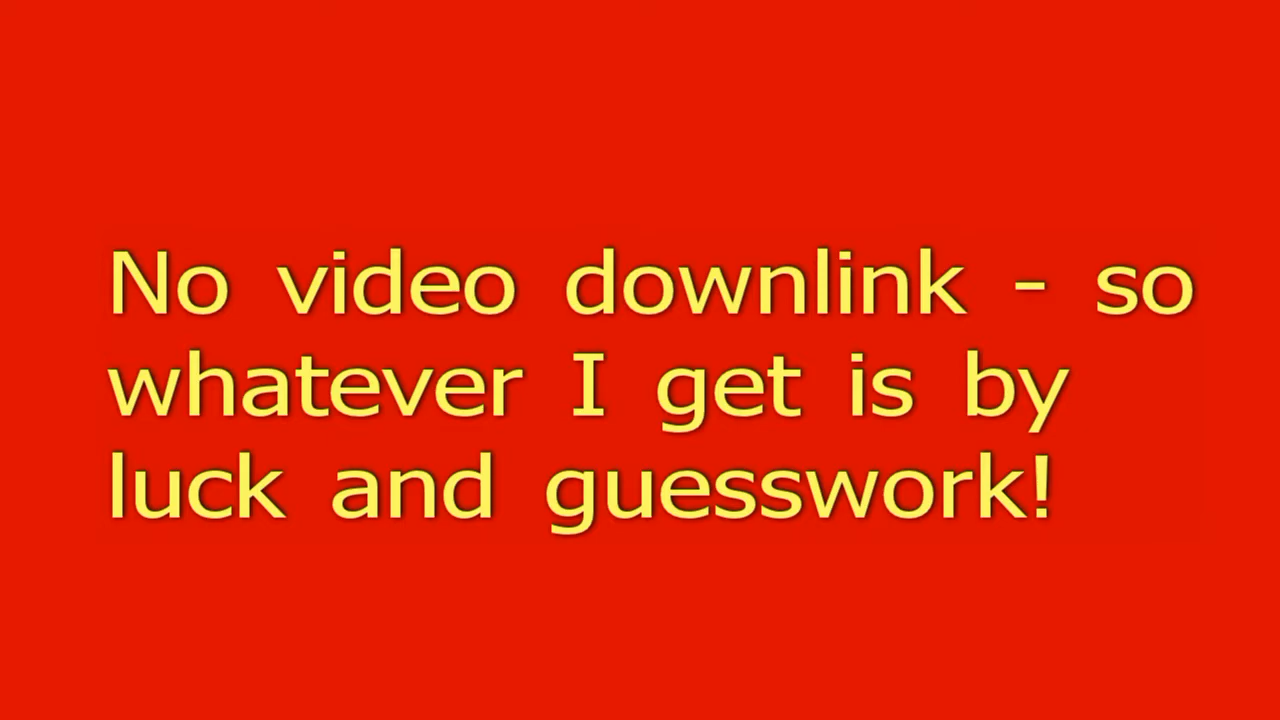 No video downlink - so
whatever I get is by
luck and guesswork!